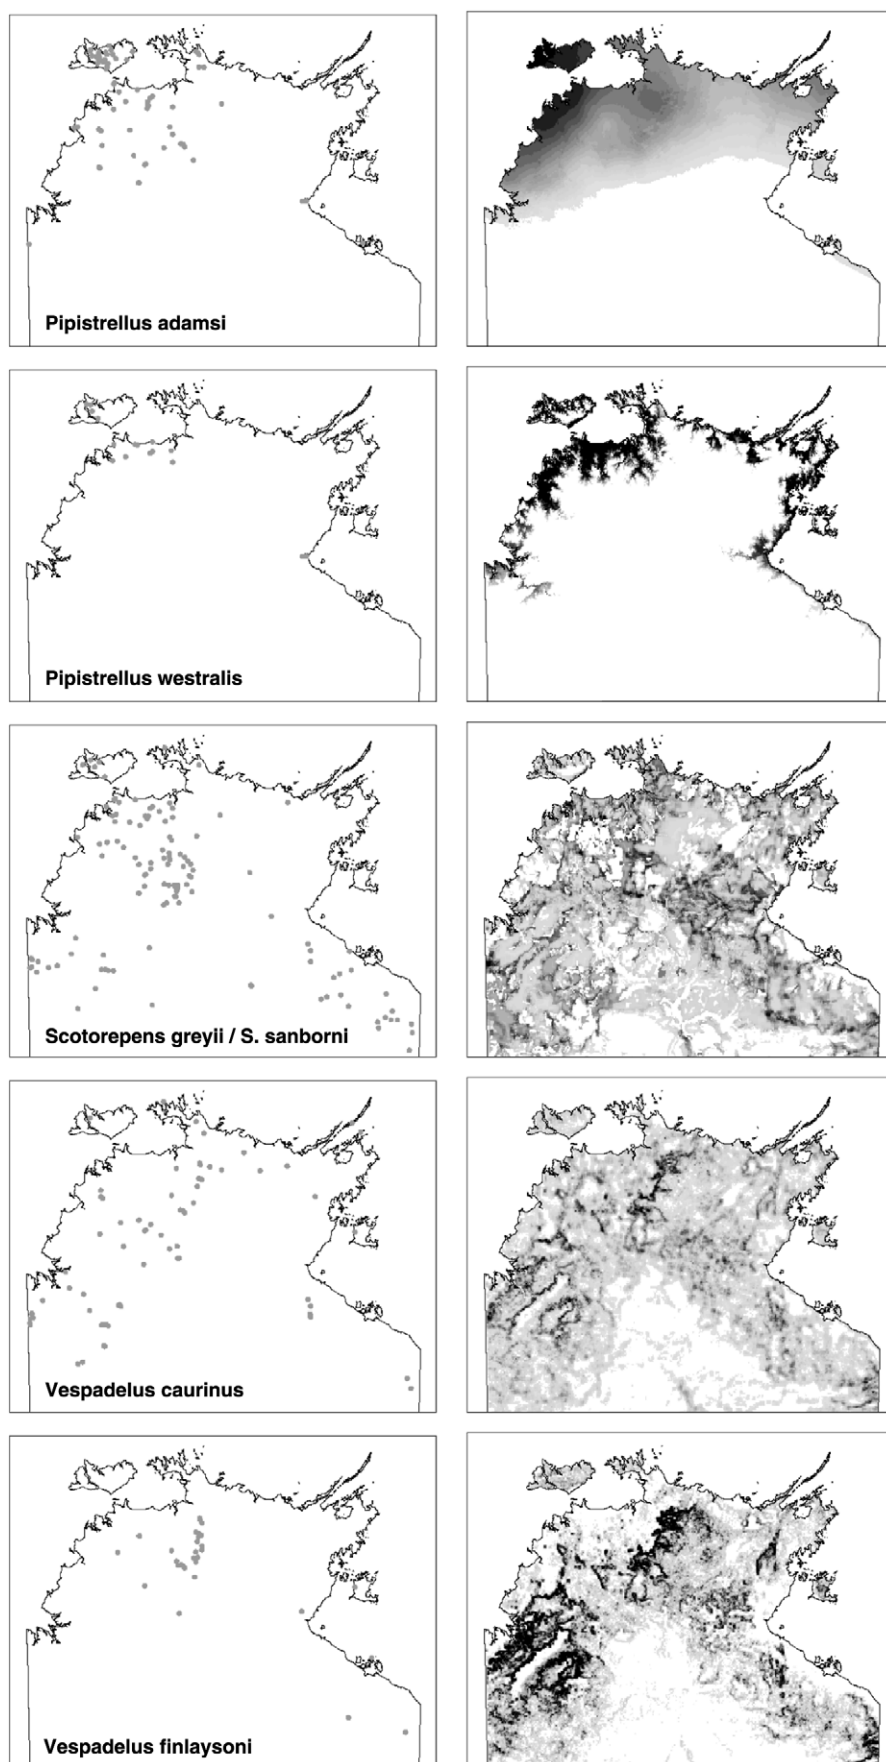 Pipistrellus adamsi
Pipistrellus westralis
Scotorepens greyii / S. sanborni
Vespadelus caurinus
Vespadelus finlaysoni